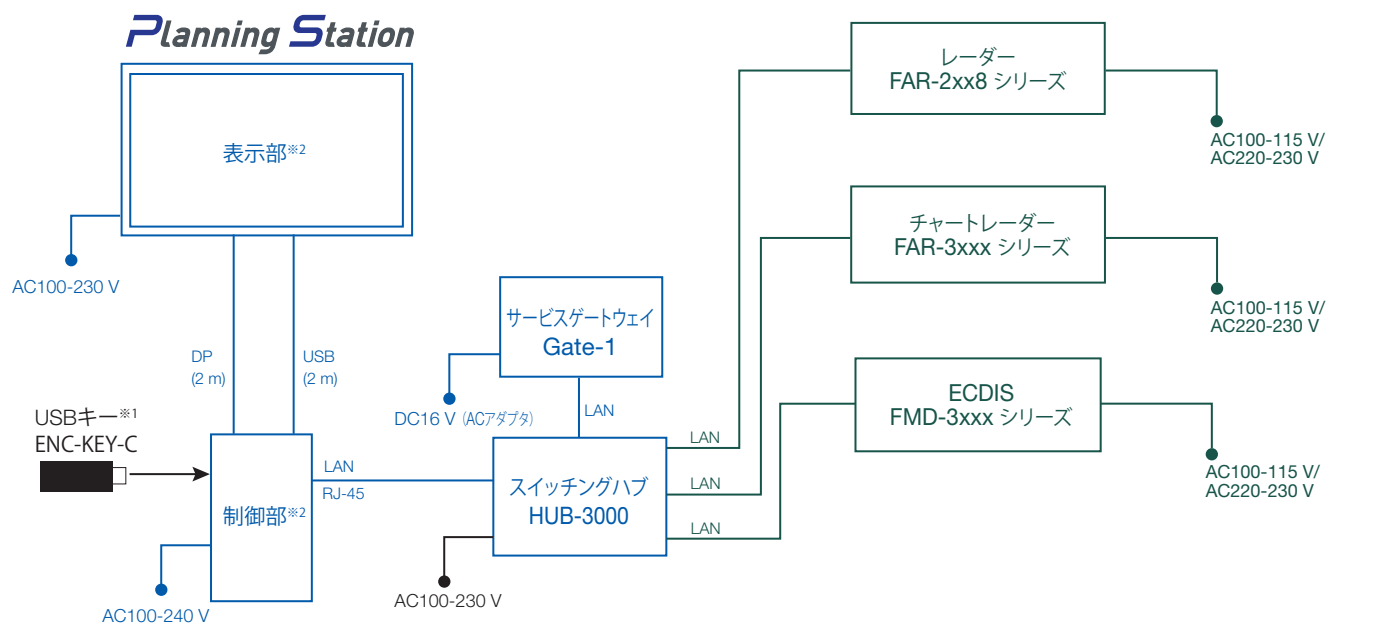 Planning Station
表示部※2
AC100-230 V
DP
(2 m)
USB
(2 m)
USBキー※1
ENC-KEY-C
制御部※2
AC100-240 V
LAN
RJ-45
サービスゲートウェイ
Gate-1
DC16 V (ACアダプタ)
LAN
スイッチングハブ
HUB-3000
AC100-230 V
LAN
LAN
LAN
レーダー
FAR-2xx8 シリーズ
AC100-115 V/
AC220-230 V
チャートレーダー
FAR-3xxx シリーズ
AC100-115 V/
AC220-230 V
ECDIS
FMD-3xxx シリーズ
AC100-115 V/
AC220-230 V